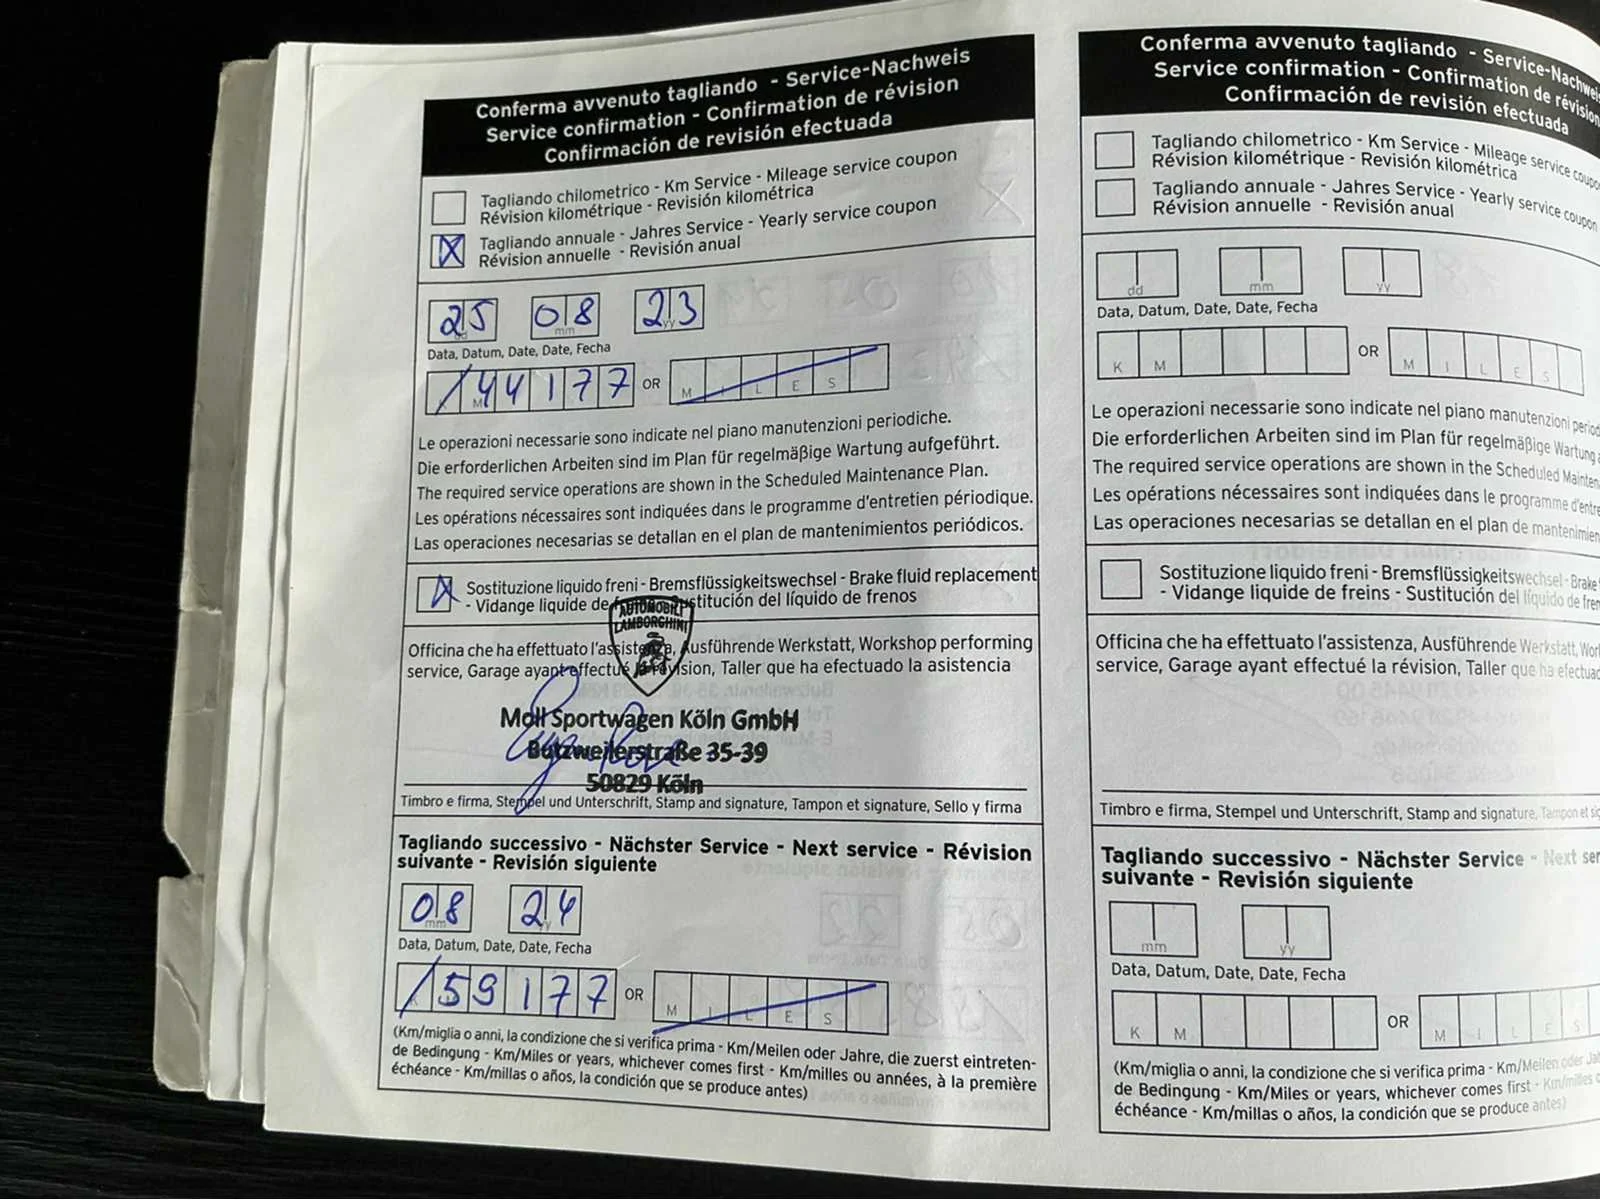 Conferma avvenuto tagliando - Service-Nachweis
Service confirmation - Confirmation de révision
Confirmación de revisión efectuada
Tagliando chilometrico - Km Service - Mileage service coupon
Révision kilométrique - Revisión kilométrica
X Tagliando annuale - Jahres Service - Yearly service coupon
Révision annuelle - Revisión anual
25 08 23
dd mm yy
Data, Datum, Date, Date, Fecha
/44177 OR MILES
Le operazioni necessarie sono indicate nel piano manutenzioni periodiche.
Die erforderlichen Arbeiten sind im Plan für regelmäßige Wartung aufgeführt.
The required service operations are shown in the Scheduled Maintenance Plan.
Les opérations nécessaires sont indiquées dans le programme d'entretien périodique.
Las operaciones necesarias se detallan en el plan de mantenimientos periódicos.
X Sostituzione liquido freni - Bremsflüssigkeitswechsel - Brake fluid replacement
- Vidange liquide de Sustitución del líquido de frenos
AUTOMOBILI
LAMBORGHINI
Officina che ha effettuato l'assistenza, Ausführende Werkstatt, Workshop performing
service, Garage ayant effectué la révision, Taller que ha efectuado la asistencia
Moll Sportwagen Köln GmbH
Butzweilerstraße 35-39
50829 Köln
Timbro e firma, Stempel und Unterschrift, Stamp and signature, Tampon et signature, Sello y firma
Tagliando successivo - Nächster Service - Next service - Révision
suivante - Revisión siguiente
08 24
mm yy
Data, Datum, Date, Date, Fecha
/59177 OR MILES
(Km/miglia o anni, la condizione che si verifica prima - Km/Meilen oder Jahre, die zuerst eintreten-
de Bedingung - Km/Miles or years, whichever comes first - Km/milles ou années, à la première
échéance - Km/millas o años, la condición que se produce antes)
Conferma avvenuto tagliando - Service-Nachweis
Service confirmation - Confirmation de révision
Confirmación de revisión efectuada
Tagliando chilometrico - Km Service - Mileage service coupon
Révision kilométrique - Revisión kilométrica
Tagliando annuale - Jahres Service - Yearly service coupon
Révision annuelle - Revisión anual
dd mm yy
Data, Datum, Date, Date, Fecha
KM OR MILES
Le operazioni necessarie sono indicate nel piano manutenzioni
Die erforderlichen Arbeiten sind im Plan für regelmäßige Wartung
The required service operations are shown in the Scheduled
Les opérations nécessaires sont indiquées dans le programme
Las operaciones necesarias se detallan en el plan de
Sostituzione liquido freni - Bremsflüssigkeitswechsel - Brake
- Vidange liquide de freins - Sustitución del líquido de
Officina che ha effettuato l'assistenza, Ausführende Werkstatt,
service, Garage ayant effectué la révision, Taller que ha
Timbro e firma, Stempel und Unterschrift, Stamp and signature, Tampon et
Tagliando successivo - Nächster Service - Next
suivante - Revisión siguiente
mm yy
Data, Datum, Date, Date, Fecha
KM OR MILES
(Km/miglia o anni, la condizione che si verifica prima - Km/Meilen oder
de Bedingung - Km/Miles or years, whichever comes first - Km/milles
échéance - Km/millas o años, la condición que se produce antes)